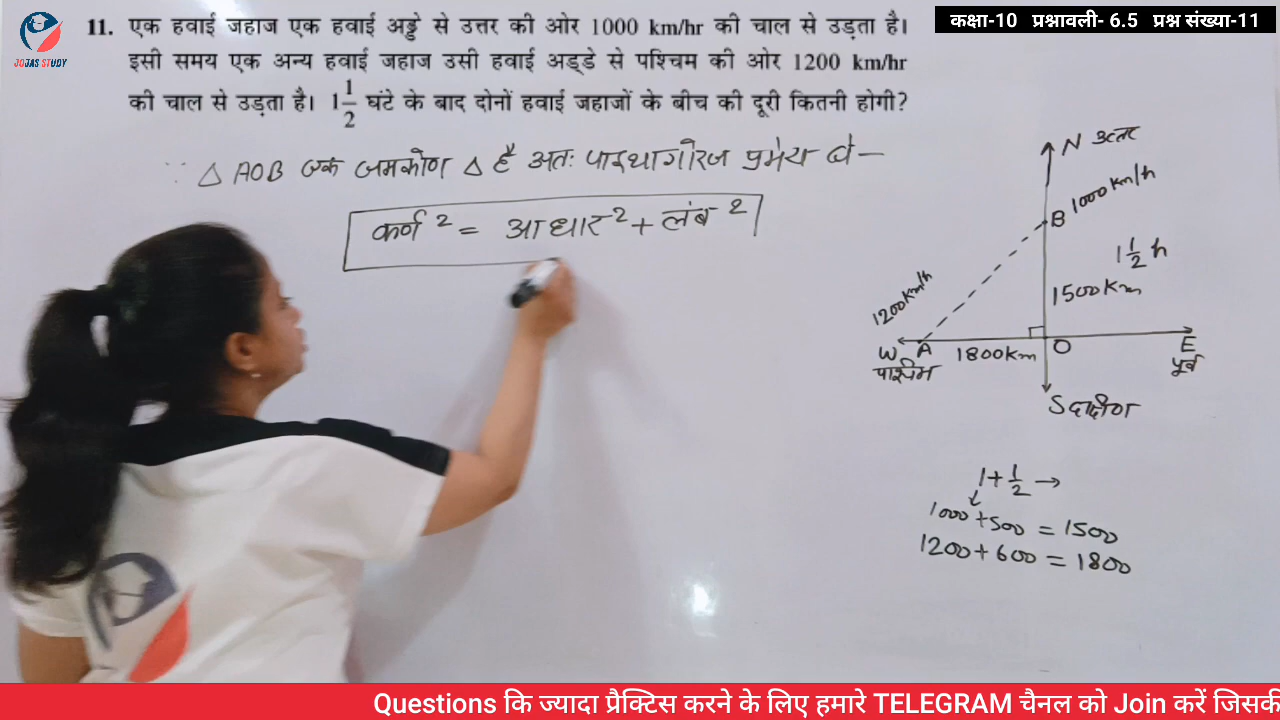 JOJAS STUDY
कक्षा-10 प्रश्नावली- 6.5 प्रश्न संख्या-11
11. एक हवाई जहाज एक हवाई अड्डे से उत्तर की ओर 1000 km/hr की चाल से उड़ता है।
इसी समय एक अन्य हवाई जहाज उसी हवाई अड्डे से पश्चिम की ओर 1200 km/hr
की चाल से उड़ता है। 1 1/2 घंटे के बाद दोनों हवाई जहाजों के बीच की दूरी कितनी होगी?
∵ △ AOB एक समकोण △ है अतः पाइथागोरस प्रमेय से —
कर्ण² = आधार² + लंब²
N उत्तर
1000 km/h
B
1 1/2 h
1500 Km
1200 km/h
W A 1800 Km O E
पश्चिम पूर्व
S दक्षिण
1 + 1/2 →
1000 + 500 = 1500
1200 + 600 = 1800
Questions कि ज्यादा प्रैक्टिस करने के लिए हमारे TELEGRAM चैनल को Join करें जिसकी